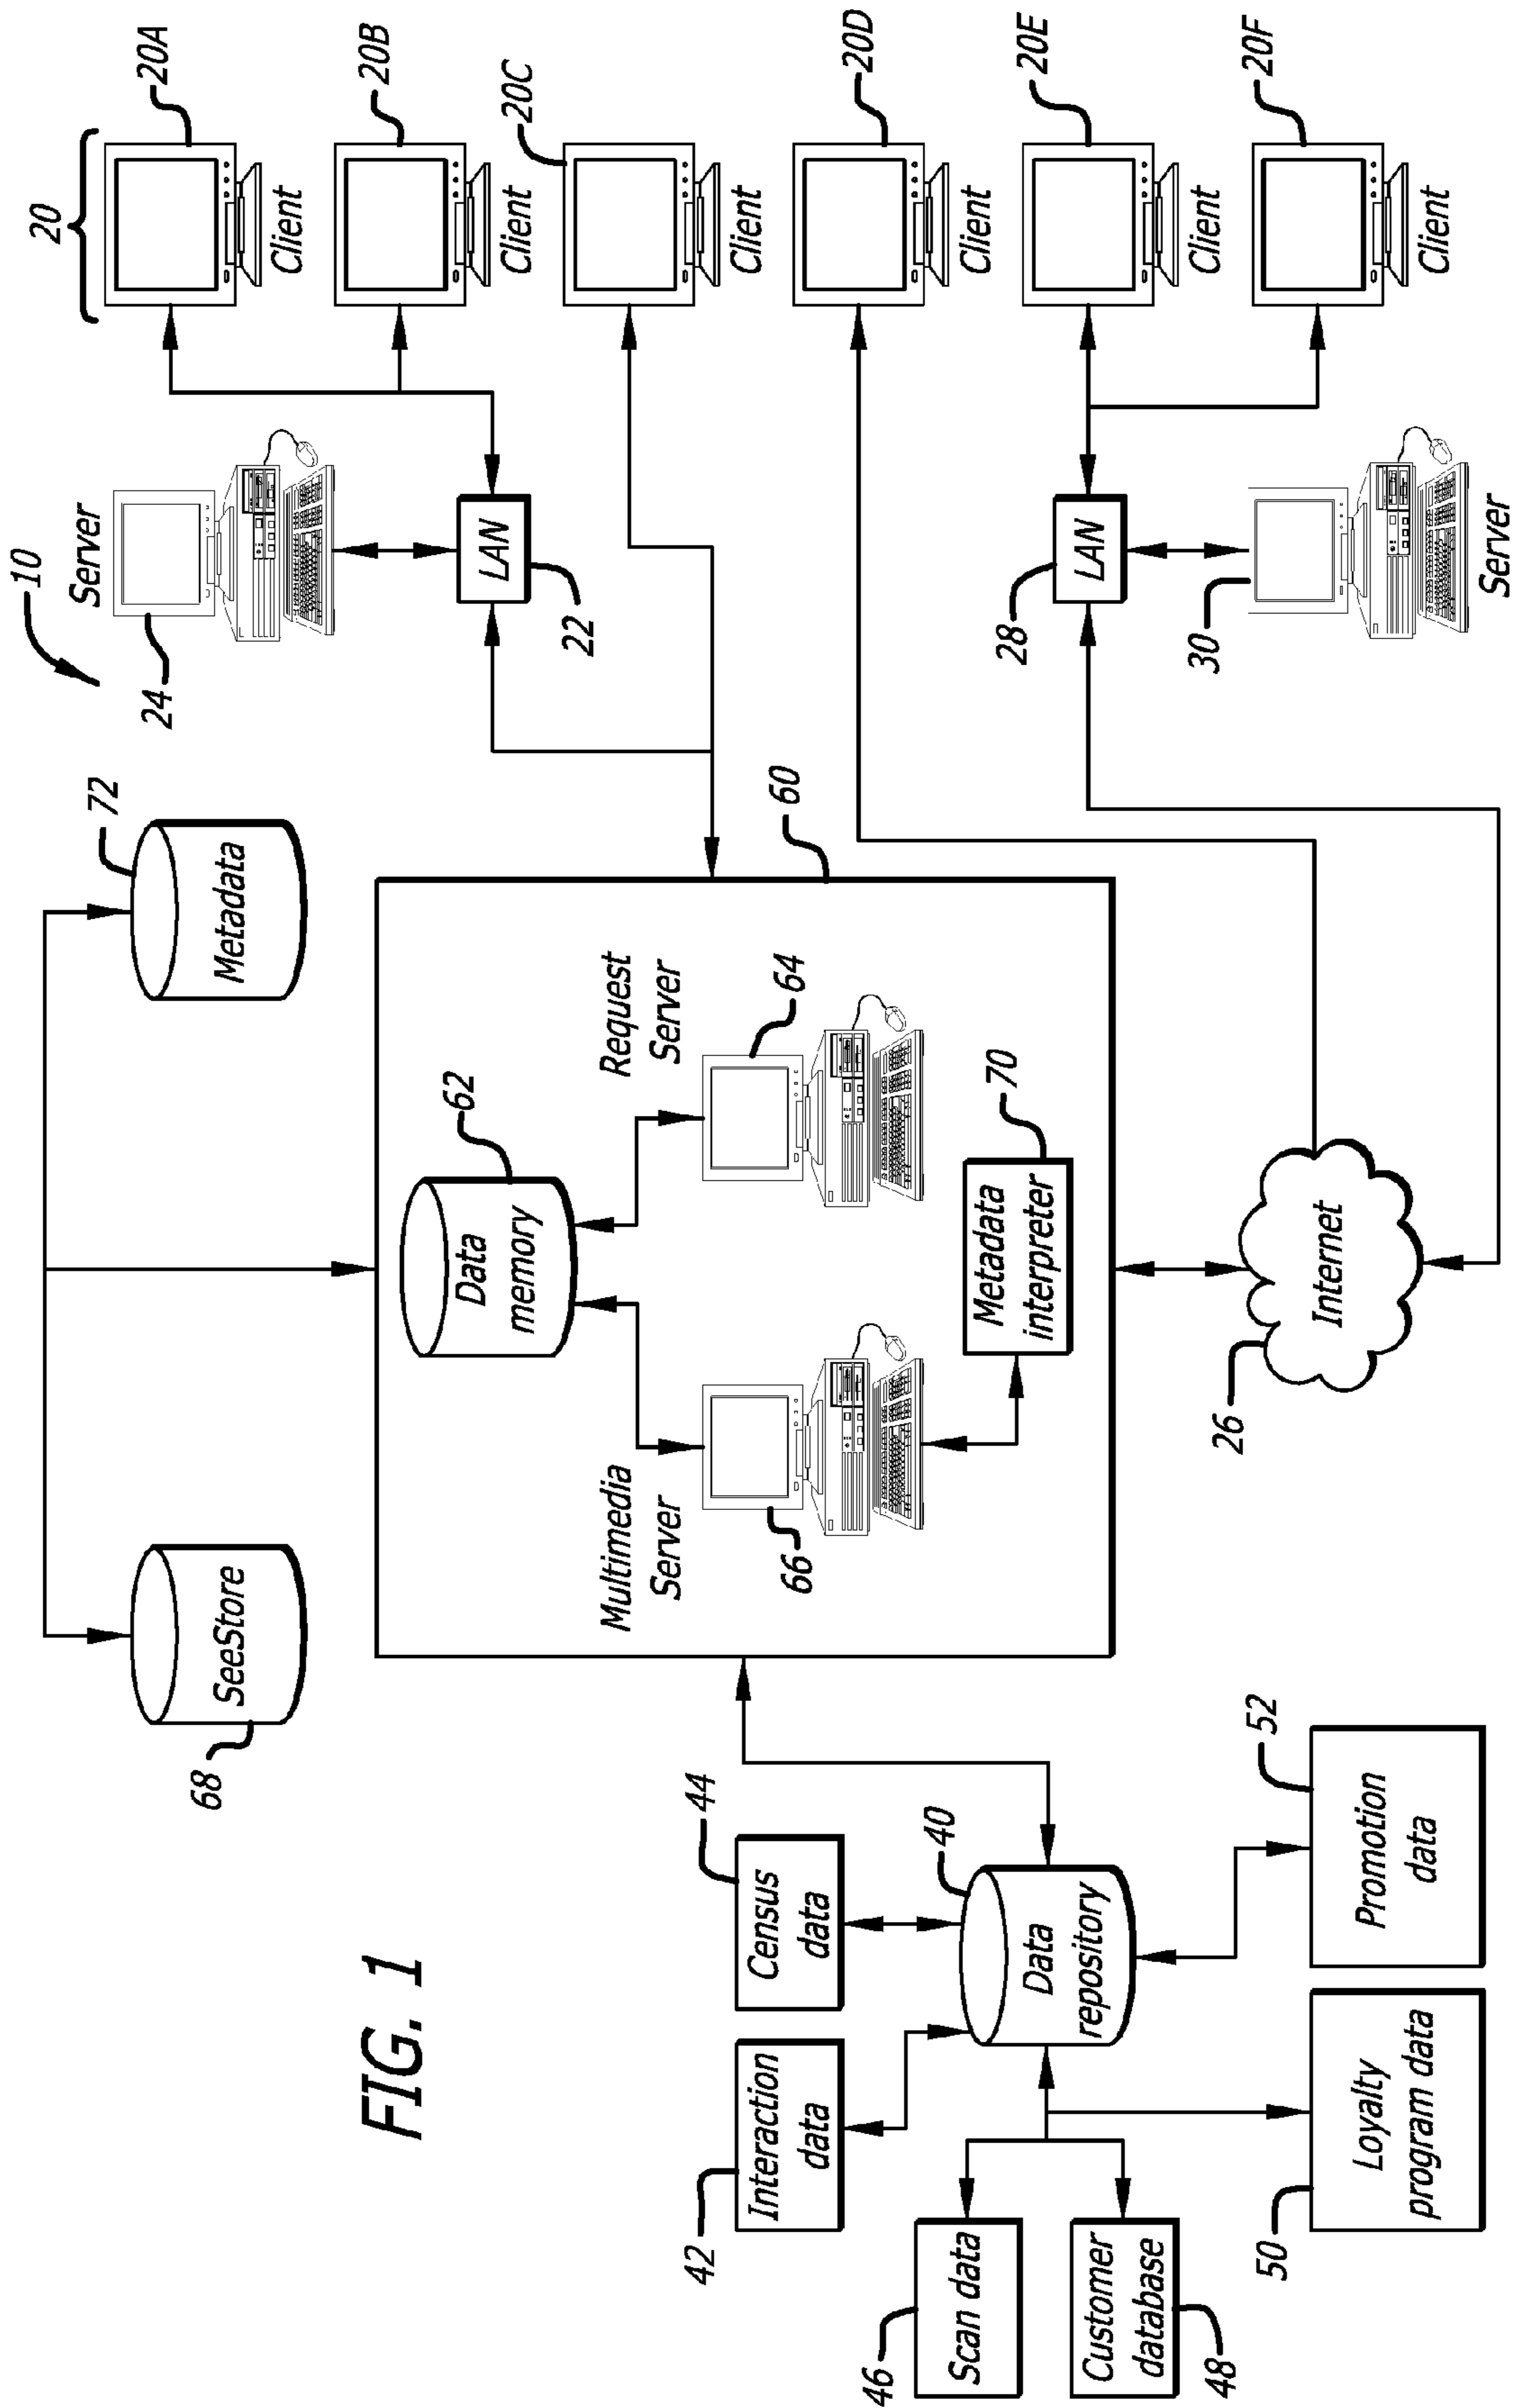 FIG. 1
10
68
SeeStore
72
Metadata
Server
24
20
20A
Client
20B
Client
20C
Client
LAN
22
60
Data
memory
62
Multimedia
Server
66
Request
Server
64
Metadata
interpreter
70
42
Interaction
data
44
Census
data
46
Scan data
48
Customer
database
40
Data
repository
50
Loyalty
program data
52
Promotion
data
26
Internet
20D
Client
28
LAN
20E
Client
30
Server
20F
Client